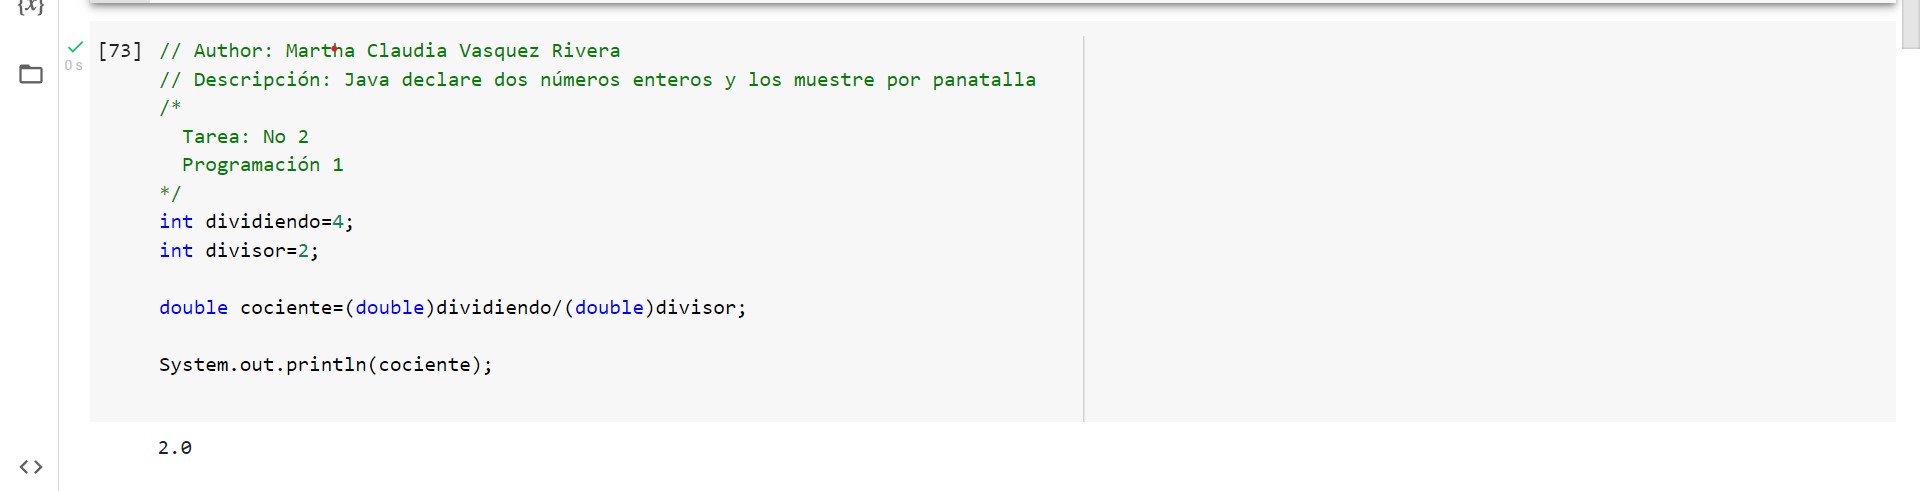 {x}
[73] // Author: Martha Claudia Vasquez Rivera
0 s
// Descripción: Java declare dos números enteros y los muestre por panatalla
/*
Tarea: No 2
Programación 1
*/
int dividiendo=4;
int divisor=2;
double cociente=(double)dividiendo/(double)divisor;
System.out.println(cociente);
2.0
<>